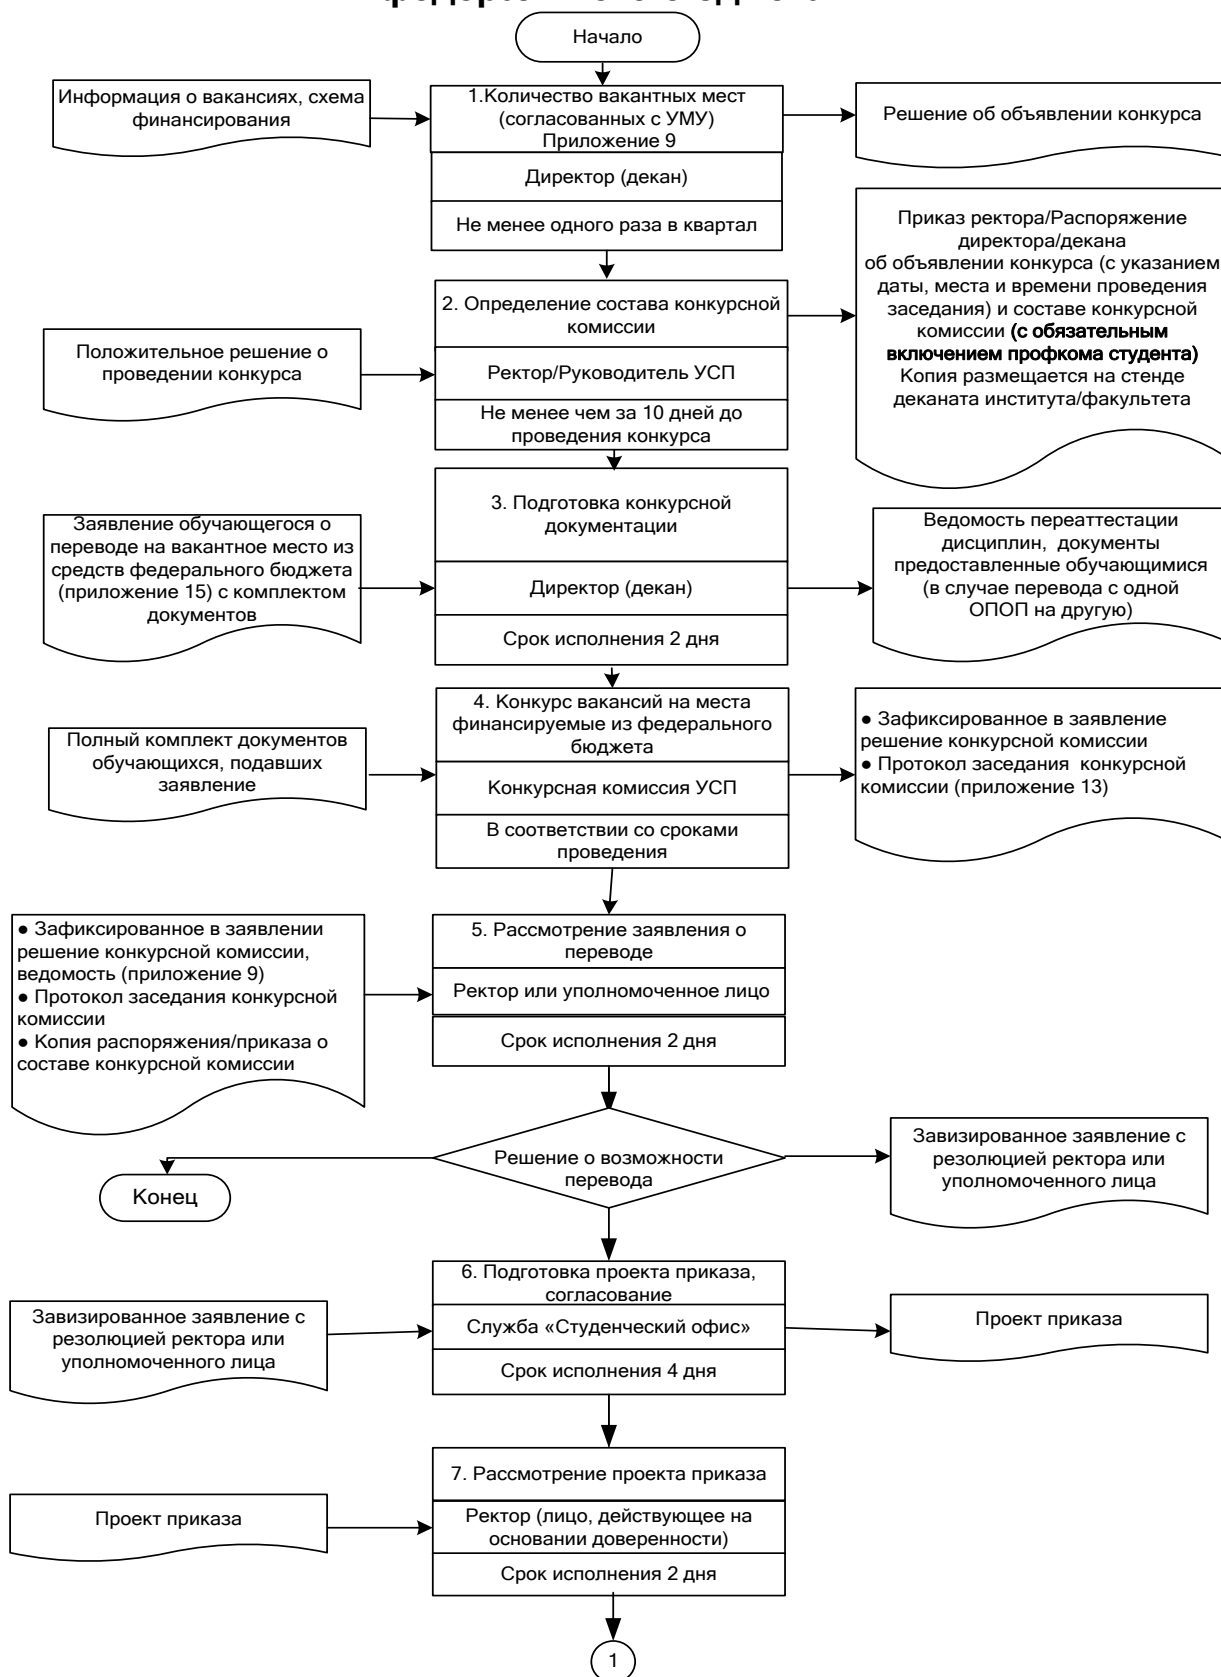 Начало
Информация о вакансиях, схема
финансирования
1.Количество вакантных мест
(согласованных с УМУ)
Приложение 9
Директор (декан)
Не менее одного раза в квартал
Решение об объявлении конкурса
Положительное решение о
проведении конкурса
2. Определение состава конкурсной
комиссии
Ректор/Руководитель УСП
Не менее чем за 10 дней до
проведения конкурса
Приказ ректора/Распоряжение
директора/декана
об объявлении конкурса (с указанием
даты, места и времени проведения
заседания) и составе конкурсной
комиссии (с обязательным
включением профкома студента)
Копия размещается на стенде
деканата института/факультета
Заявление обучающегося о
переводе на вакантное место из
средств федерального бюджета
(приложение 15) с комплектом
документов
3. Подготовка конкурсной
документации
Директор (декан)
Срок исполнения 2 дня
Ведомость переаттестации
дисциплин, документы
предоставленные обучающимися
(в случае перевода с одной
ОПОП на другую)
Полный комплект документов
обучающихся, подавших
заявление
4. Конкурс вакансий на места
финансируемые из федерального
бюджета
Конкурсная комиссия УСП
В соответствии со сроками
проведения
● Зафиксированное в заявление
решение конкурсной комиссии
● Протокол заседания конкурсной
комиссии (приложение 13)
● Зафиксированное в заявлении
решение конкурсной комиссии,
ведомость (приложение 9)
● Протокол заседания конкурсной
комиссии
● Копия распоряжения/приказа о
составе конкурсной комиссии
5. Рассмотрение заявления о
переводе
Ректор или уполномоченное лицо
Срок исполнения 2 дня
Решение о возможности
перевода
Конец
Завизированное заявление с
резолюцией ректора или
уполномоченного лица
Завизированное заявление с
резолюцией ректора или
уполномоченного лица
6. Подготовка проекта приказа,
согласование
Служба «Студенческий офис»
Срок исполнения 4 дня
Проект приказа
Проект приказа
7. Рассмотрение проекта приказа
Ректор (лицо, действующее на
основании доверенности)
Срок исполнения 2 дня
1